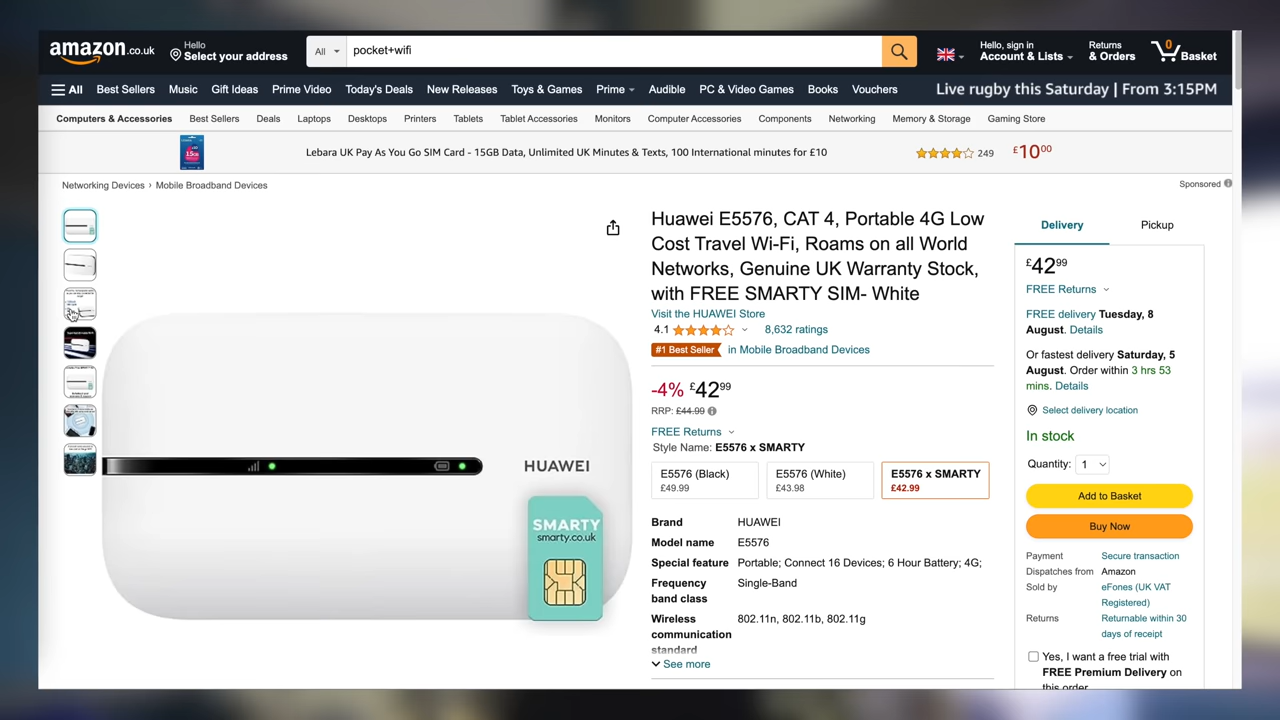 amazon.co.uk
Hello
Select your address
All
pocket+wifi
Hello, sign in
Account & Lists
Returns
& Orders
0
Basket
All
Best Sellers
Music
Gift Ideas
Prime Video
Today's Deals
New Releases
Toys & Games
Prime
Audible
PC & Video Games
Books
Vouchers
Live rugby this Saturday | From 3:15PM
Computers & Accessories
Best Sellers
Deals
Laptops
Desktops
Printers
Tablets
Tablet Accessories
Monitors
Computer Accessories
Components
Networking
Memory & Storage
Gaming Store
Lebara UK Pay As You Go SIM Card - 15GB Data, Unlimited UK Minutes & Texts, 100 International minutes for £10
249
£10⁰⁰
Networking Devices › Mobile Broadband Devices
Sponsored
HUAWEI
SMARTY
smarty.co.uk
Huawei E5576, CAT 4, Portable 4G Low
Cost Travel Wi-Fi, Roams on all World
Networks, Genuine UK Warranty Stock,
with FREE SMARTY SIM- White
Visit the HUAWEI Store
4.1
8,632 ratings
#1 Best Seller
in Mobile Broadband Devices
-4% £42⁹⁹
RRP: £44.99
FREE Returns
Style Name: E5576 x SMARTY
E5576 (Black)
£49.99
E5576 (White)
£43.98
E5576 x SMARTY
£42.99
Brand HUAWEI
Model name E5576
Special feature Portable; Connect 16 Devices; 6 Hour Battery; 4G;
Frequency Single-Band
band class
Wireless 802.11n, 802.11b, 802.11g
communication
standard
See more
Delivery
Pickup
£42⁹⁹
FREE Returns
FREE delivery Tuesday, 8
August. Details
Or fastest delivery Saturday, 5
August. Order within 3 hrs 53
mins. Details
Select delivery location
In stock
Quantity: 1
Add to Basket
Buy Now
Payment Secure transaction
Dispatches from Amazon
Sold by eFones (UK VAT
Registered)
Returns Returnable within 30
days of receipt
Yes, I want a free trial with
FREE Premium Delivery on
this order